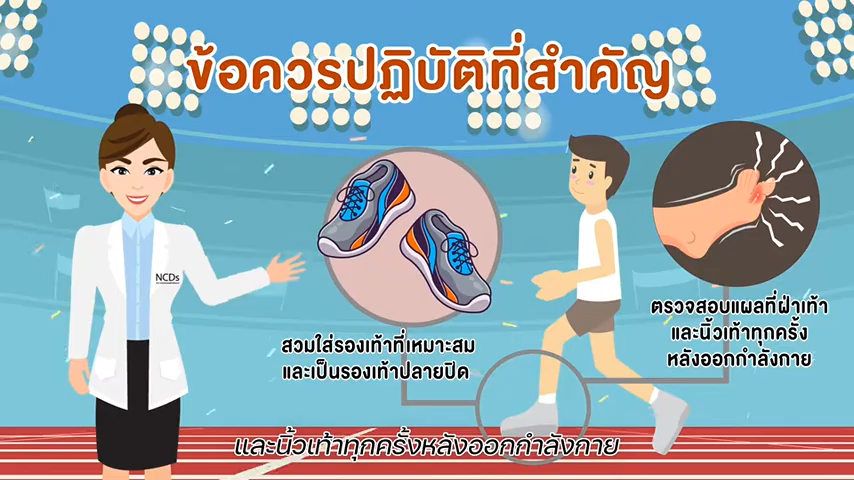 ข้อควรปฏิบัติที่สำคัญ
NCDs
สวมใส่รองเท้าที่เหมาะสม
และเป็นรองเท้าปลายปิด
ตรวจสอบแผลที่ฝ่าเท้า
และนิ้วเท้าทุกครั้ง
หลังออกกำลังกาย
และนิ้วเท้าทุกครั้งหลังออกกำลังกาย